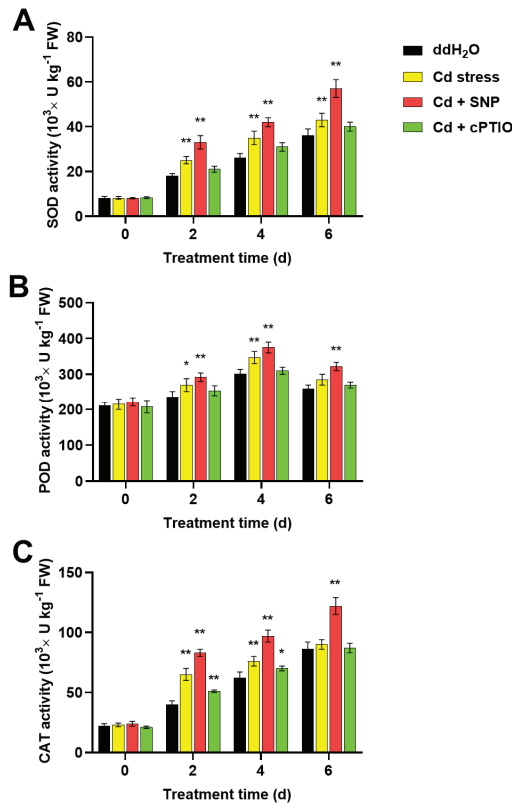 A
SOD activity (10³× U kg⁻¹ FW)
80
60
40
20
0
** ** ** ** ** **
0 2 4 6
Treatment time (d)
ddH₂O
Cd stress
Cd + SNP
Cd + cPTIO
B
POD activity (10³× U kg⁻¹ FW)
500
400
300
200
100
0
* ** ** ** **
0 2 4 6
Treatment time (d)
C
CAT activity (10³× U kg⁻¹ FW)
150
100
50
0
** ** ** ** ** * **
0 2 4 6
Treatment time (d)